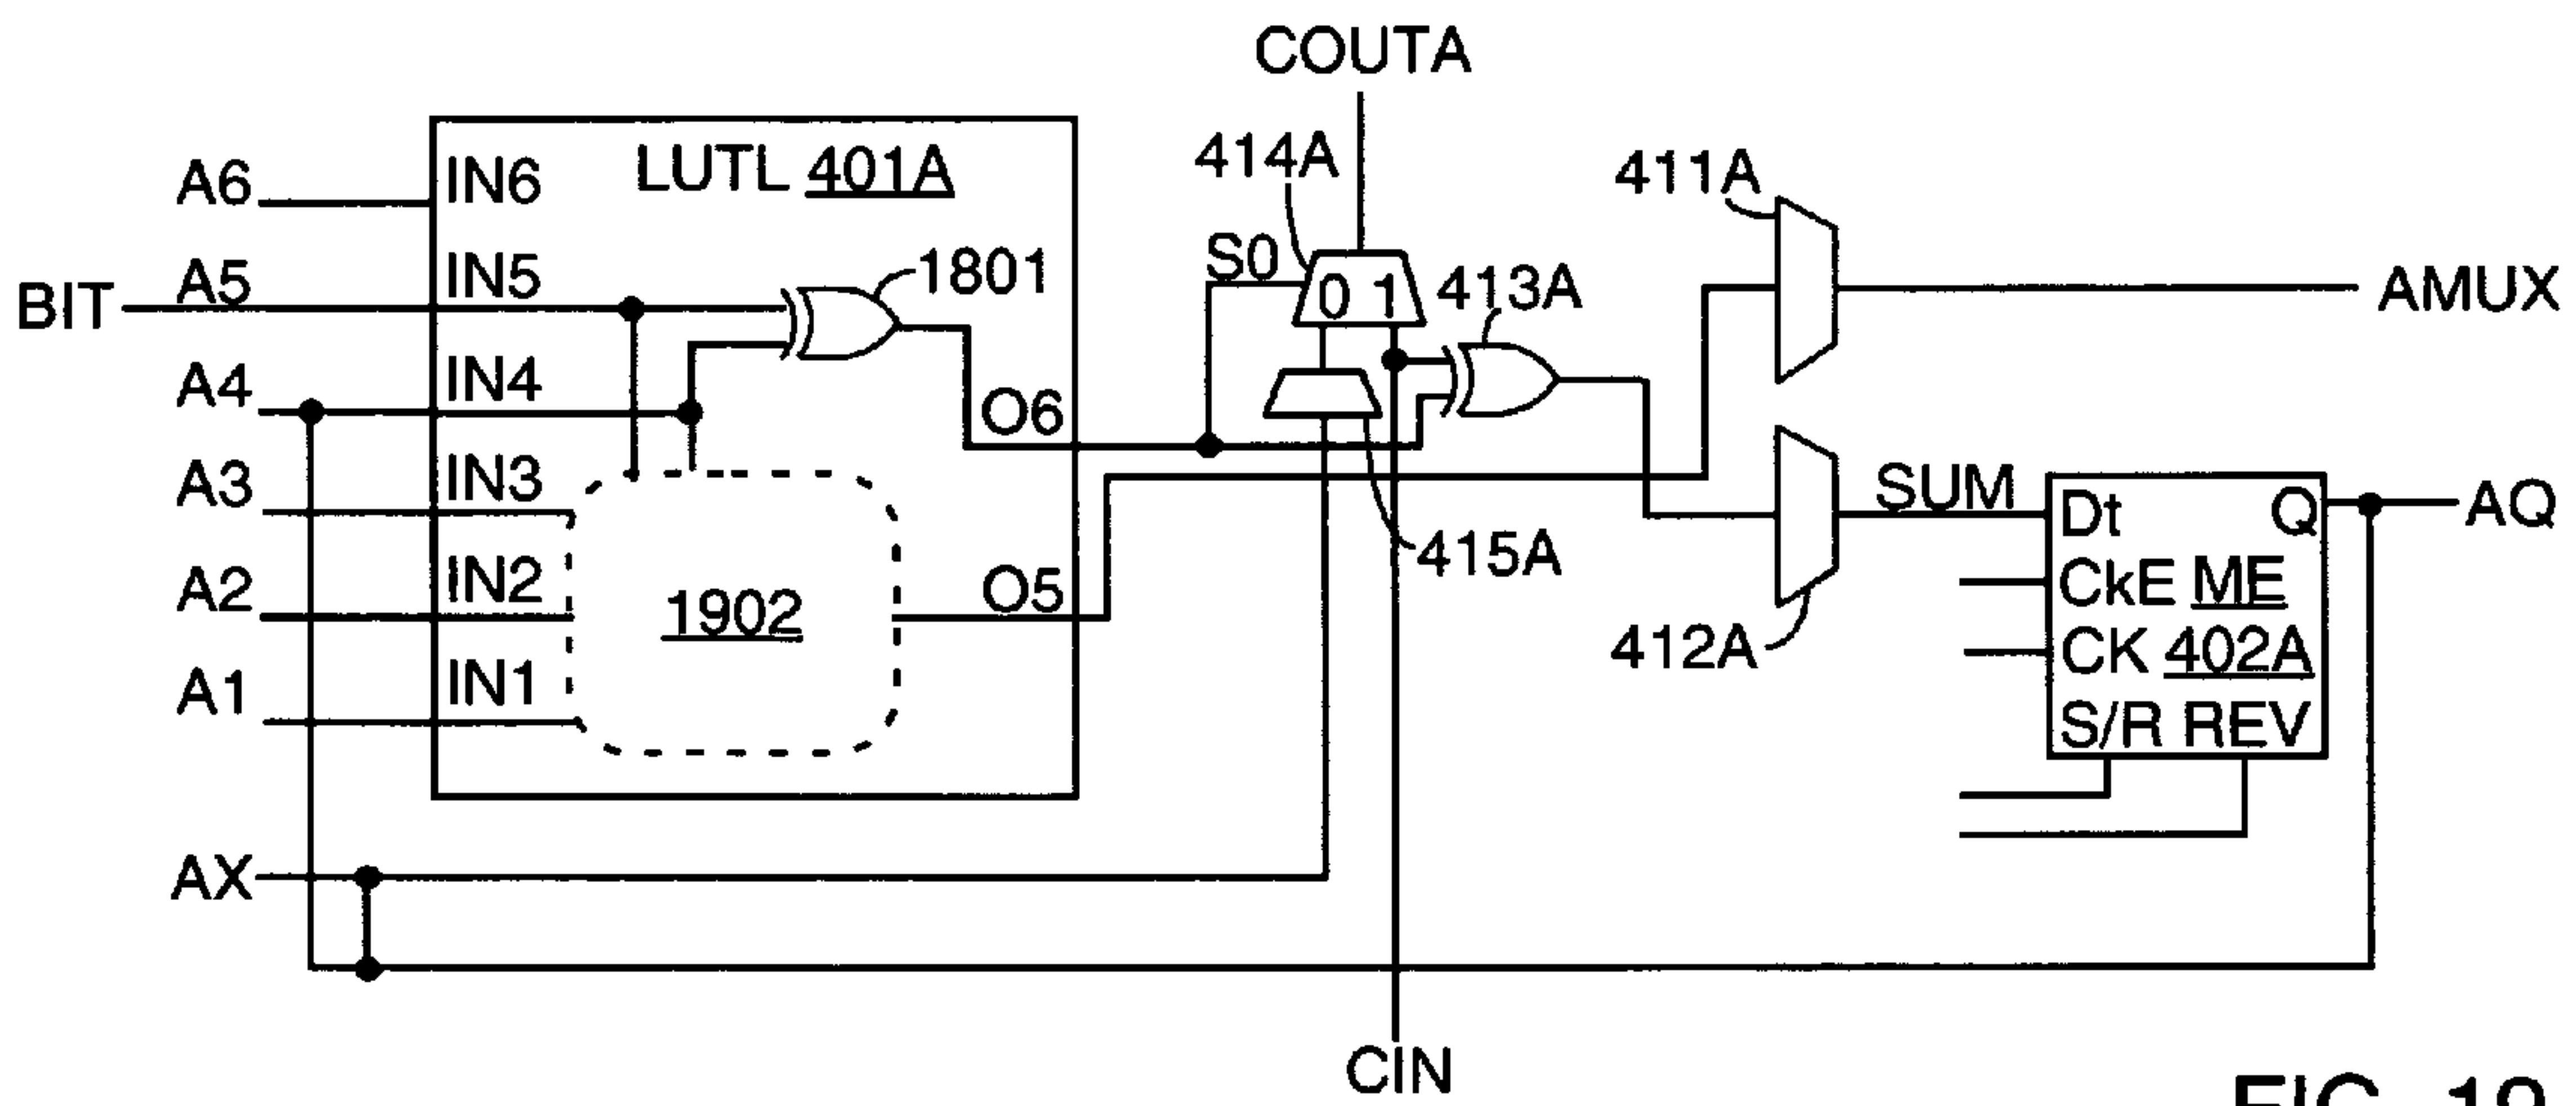 COUTA
414A
411A
A6
IN6
LUTL 401A
BIT
A5
IN5
1801
S0
0 1
413A
AMUX
A4
IN4
O6
A3
IN3
SUM
Dt
Q
AQ
A2
IN2
1902
O5
415A
CkE ME
412A
CK 402A
A1
IN1
S/R REV
AX
CIN